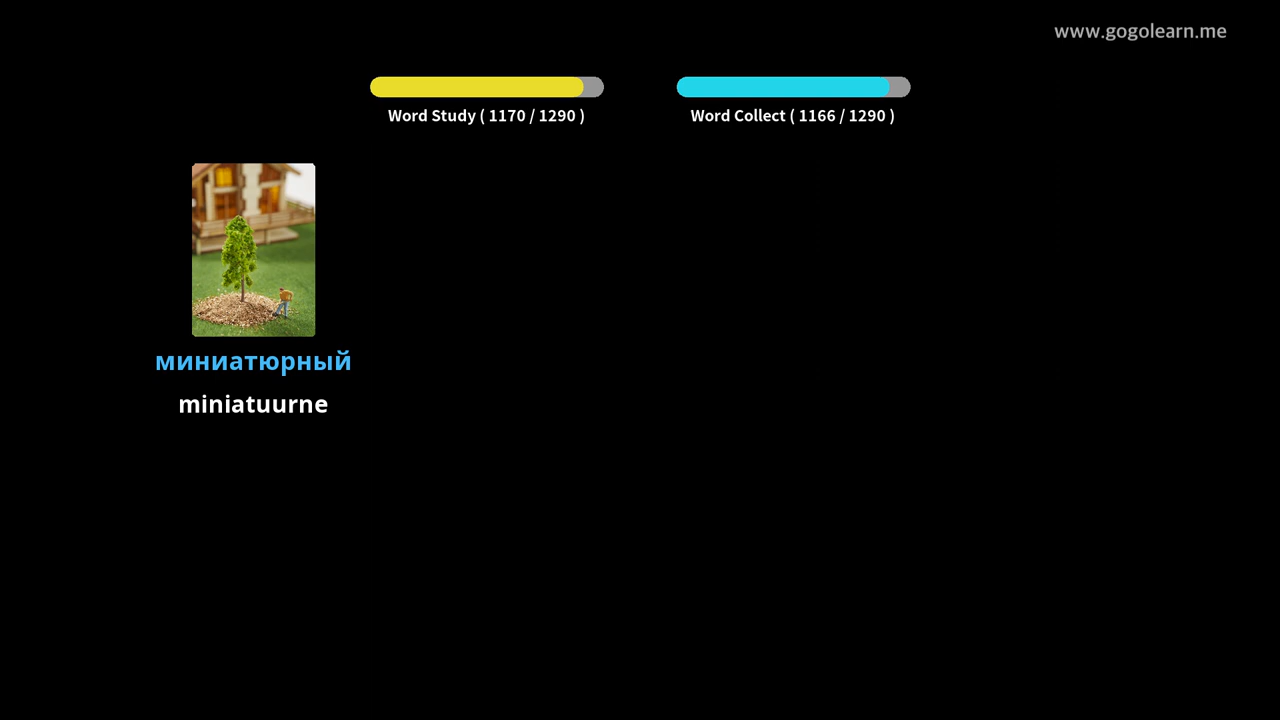 www.gogolearn.me
Word Study ( 1170 / 1290 )
Word Collect ( 1166 / 1290 )
миниатюрный
miniatuurne